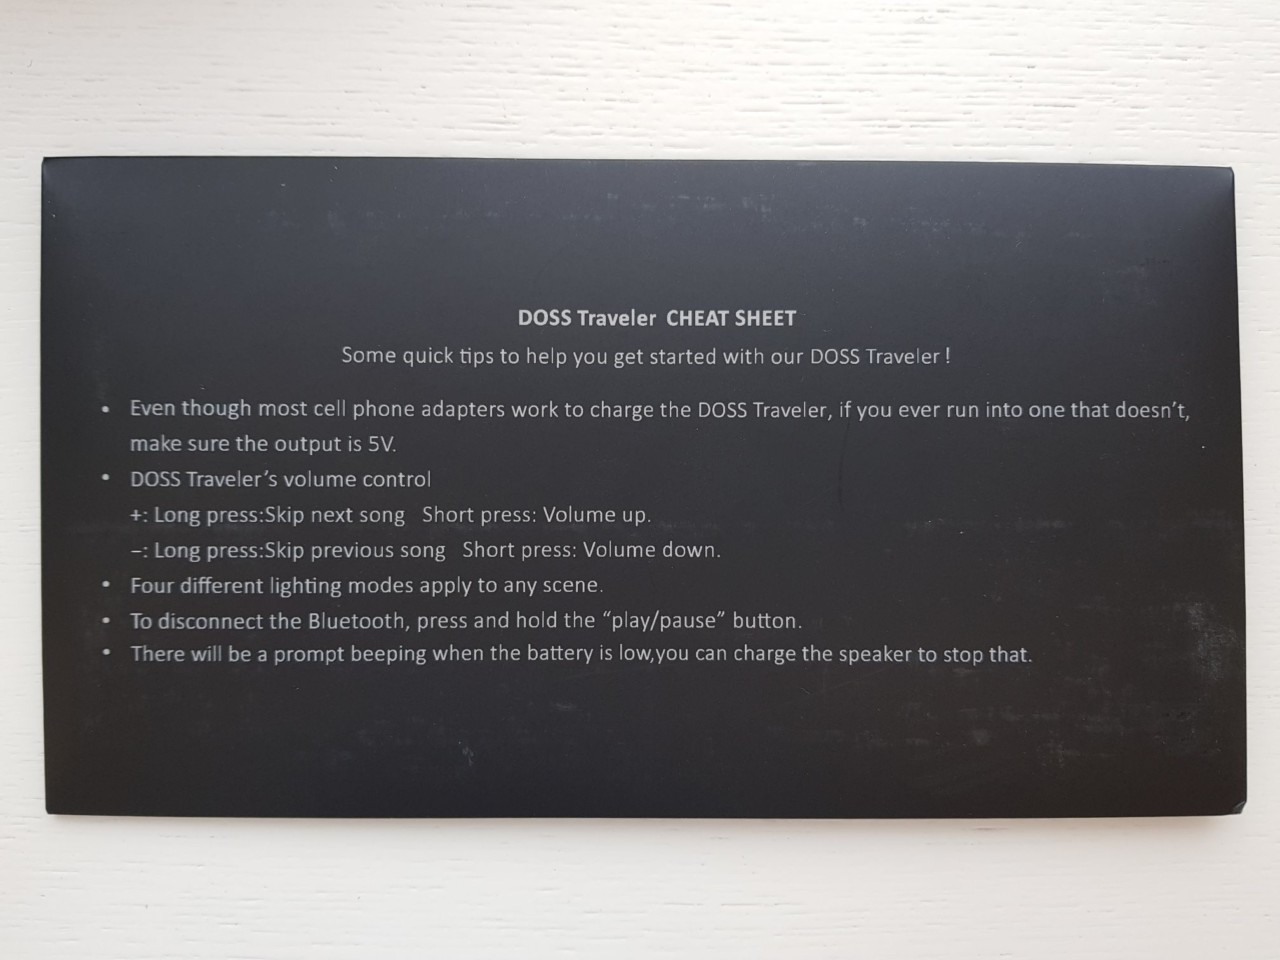 DOSS Traveler CHEAT SHEET
Some quick tips to help you get started with our DOSS Traveler !
• Even though most cell phone adapters work to charge the DOSS Traveler, if you ever run into one that doesn't,
make sure the output is 5V.
• DOSS Traveler's volume control
+: Long press:Skip next song Short press: Volume up.
–: Long press:Skip previous song Short press: Volume down.
• Four different lighting modes apply to any scene.
• To disconnect the Bluetooth, press and hold the “play/pause” button.
• There will be a prompt beeping when the battery is low,you can charge the speaker to stop that.